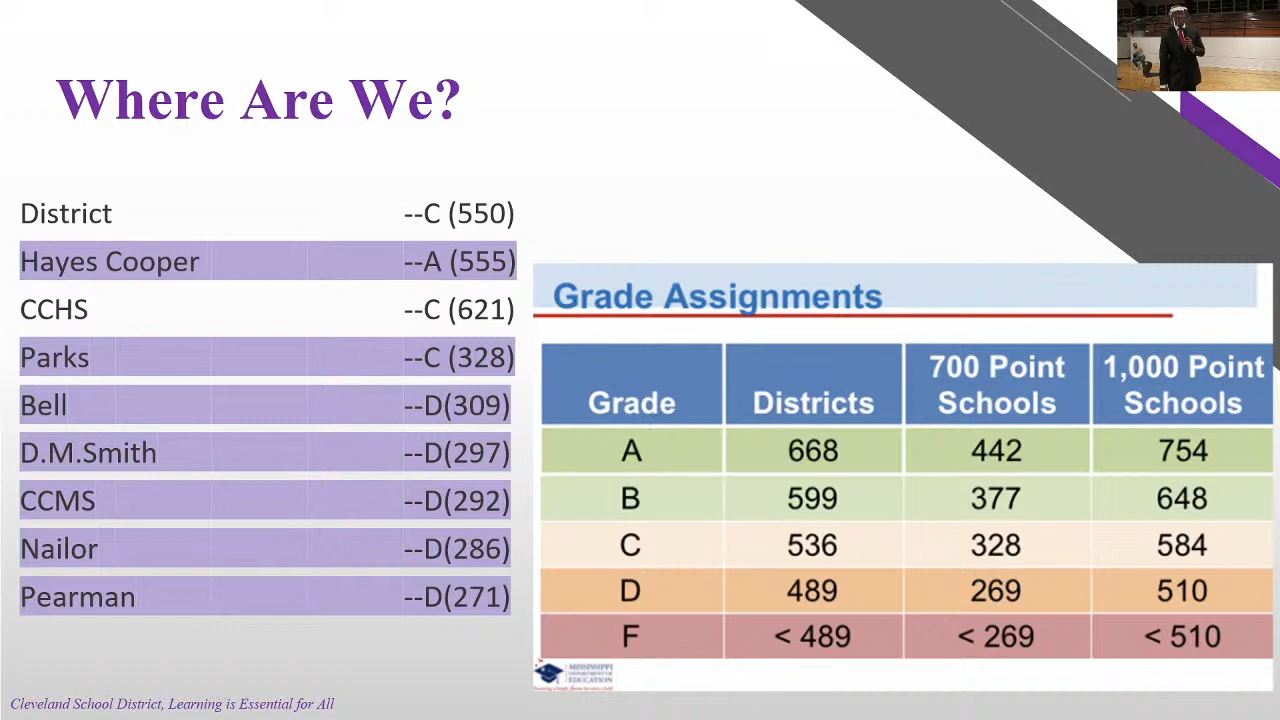 Where Are We?
District --C (550)
Hayes Cooper --A (555)
CCHS --C (621)
Parks --C (328)
Bell --D(309)
D.M.Smith --D(297)
CCMS --D(292)
Nailor --D(286)
Pearman --D(271)
Grade Assignments
Grade Districts 700 Point Schools 1,000 Point Schools
A 668 442 754
B 599 377 648
C 536 328 584
D 489 269 510
F < 489 < 269 < 510
MISSISSIPPI
DEPARTMENT OF
EDUCATION
Cleveland School District, Learning is Essential for All